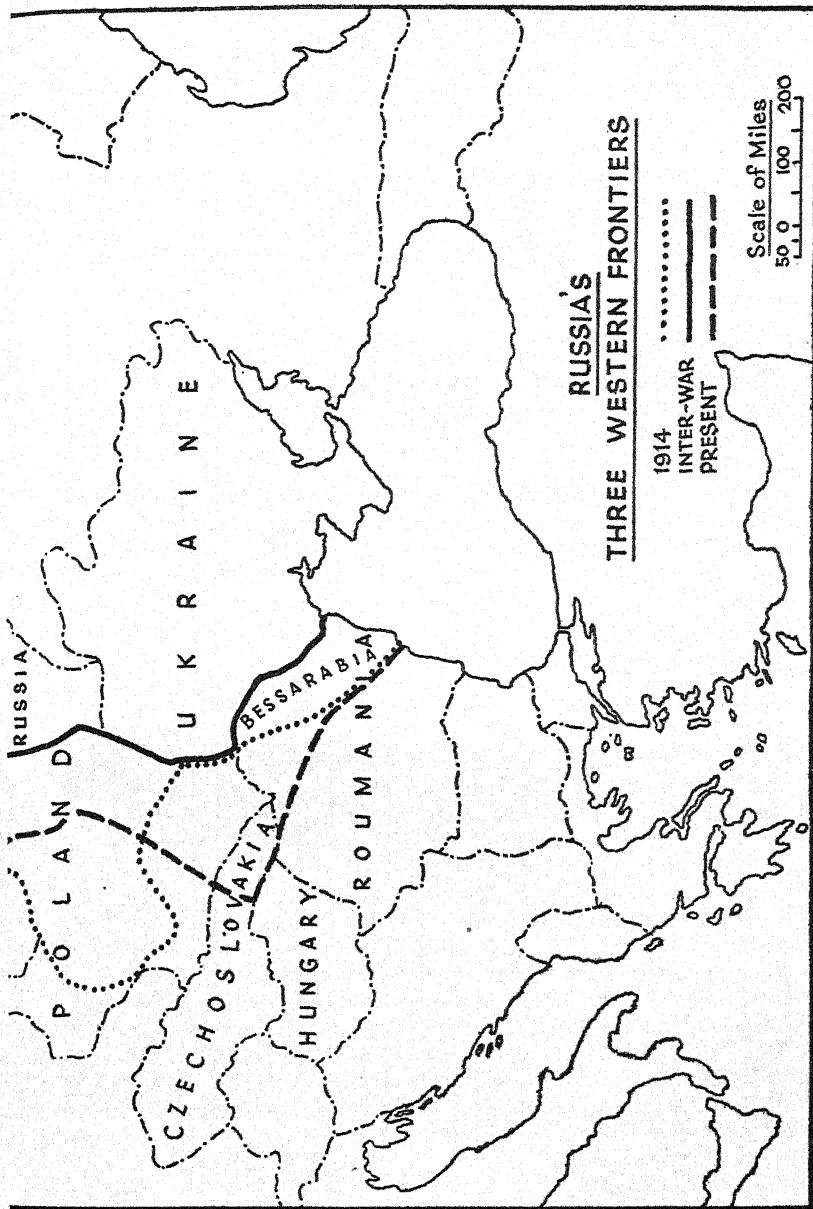 RUSSIA
POLAND
UKRAINE
CZECHOSLOVAKIA
BESSARABIA
HUNGARY
ROUMANIA
RUSSIA'S
THREE WESTERN FRONTIERS
1914
INTER-WAR
PRESENT
Scale of Miles
50 0 100 200